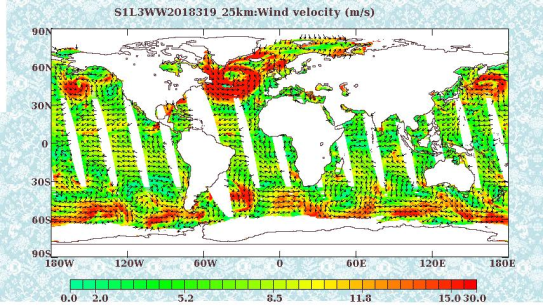 S1L3WW2018319_25km:Wind velocity (m/s)
90N
60N
30N
0
30S
60S
90S
180W 120W 60W 0 60E 120E 180E
0.0 2.0 5.2 8.5 11.8 15.0 30.0